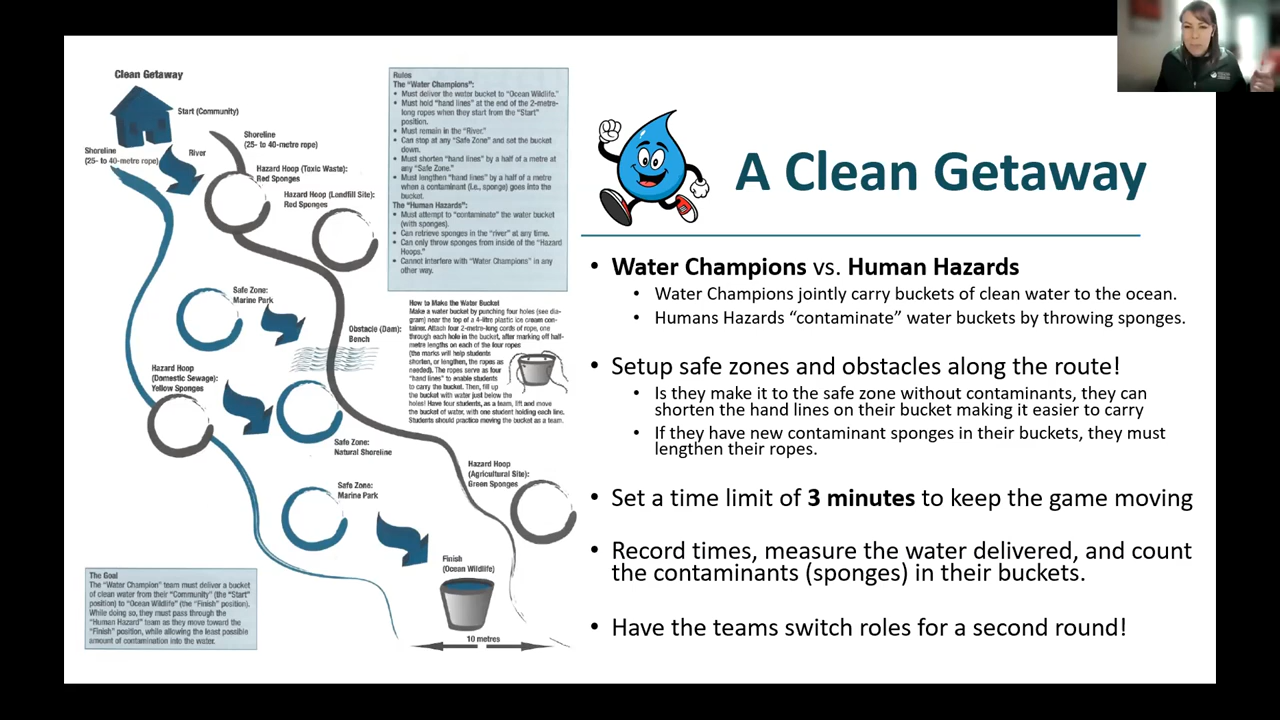 Clean Getaway
Start (Community)
Shoreline
(25- to 40-metre rope)
Shoreline
(25- to 40-metre rope)
River
Hazard Hoop (Toxic Waste):
Red Sponges
Hazard Hoop (Landfill Site):
Red Sponges
Safe Zone:
Marine Park
Obstacle (Dam):
Bench
Hazard Hoop
(Domestic Sewage):
Yellow Sponges
Safe Zone:
Natural Shoreline
Hazard Hoop
(Agricultural Site):
Green Sponges
Safe Zone:
Marine Park
Finish
(Ocean Wildlife)
10 metres
The Goal
The "Water Champion" team must deliver a bucket
of clean water from their "Community" (the "Start"
position) to "Ocean Wildlife" (the "Finish" position).
While doing so, they must pass through the
"Human Hazard" team as they move toward the
"Finish" position, while allowing the least possible
amount of contamination into the water.
Rules
The "Water Champions":
• Must deliver the water bucket to "Ocean Wildlife."
• Must hold "hand lines" at the end of the 2-metre-
long ropes when they start from the "Start"
position.
• Must remain in the "River."
• Can stop at any "Safe Zone" and set the bucket
down.
• Must shorten "hand lines" by a half of a metre at
any "Safe Zone."
• Must lengthen "hand lines" by a half of a metre
when a contaminant (i.e., sponge) goes into the
bucket.
The "Human Hazards":
• Must attempt to "contaminate" the water bucket
(with sponges).
• Can retrieve sponges in the "river" at any time.
• Can only throw sponges from inside of the "Hazard
Hoops."
• Cannot interfere with "Water Champions" in any
other way.
How to Make the Water Bucket
Make a water bucket by punching four holes (see dia-
gram) near the top of a 4-litre plastic ice cream con-
tainer. Attach four 2-metre-long cords of rope, one
through each hole in the bucket, after marking off half-
metre lengths on each of the four ropes
(the marks will help students
shorten, or lengthen, the ropes as
needed). The ropes serve as four
"hand lines" to enable students
to carry the bucket. Then, fill up
the bucket with water just below the
holes! Have four students, as a team, lift and move
the bucket of water, with one student holding each line.
Students should practice moving the bucket as a team.
A Clean Getaway
• Water Champions vs. Human Hazards
• Water Champions jointly carry buckets of clean water to the ocean.
• Humans Hazards “contaminate” water buckets by throwing sponges.
• Setup safe zones and obstacles along the route!
• Is they make it to the safe zone without contaminants, they can
shorten the hand lines on their bucket making it easier to carry
• If they have new contaminant sponges in their buckets, they must
lengthen their ropes.
• Set a time limit of 3 minutes to keep the game moving
• Record times, measure the water delivered, and count
the contaminants (sponges) in their buckets.
• Have the teams switch roles for a second round!